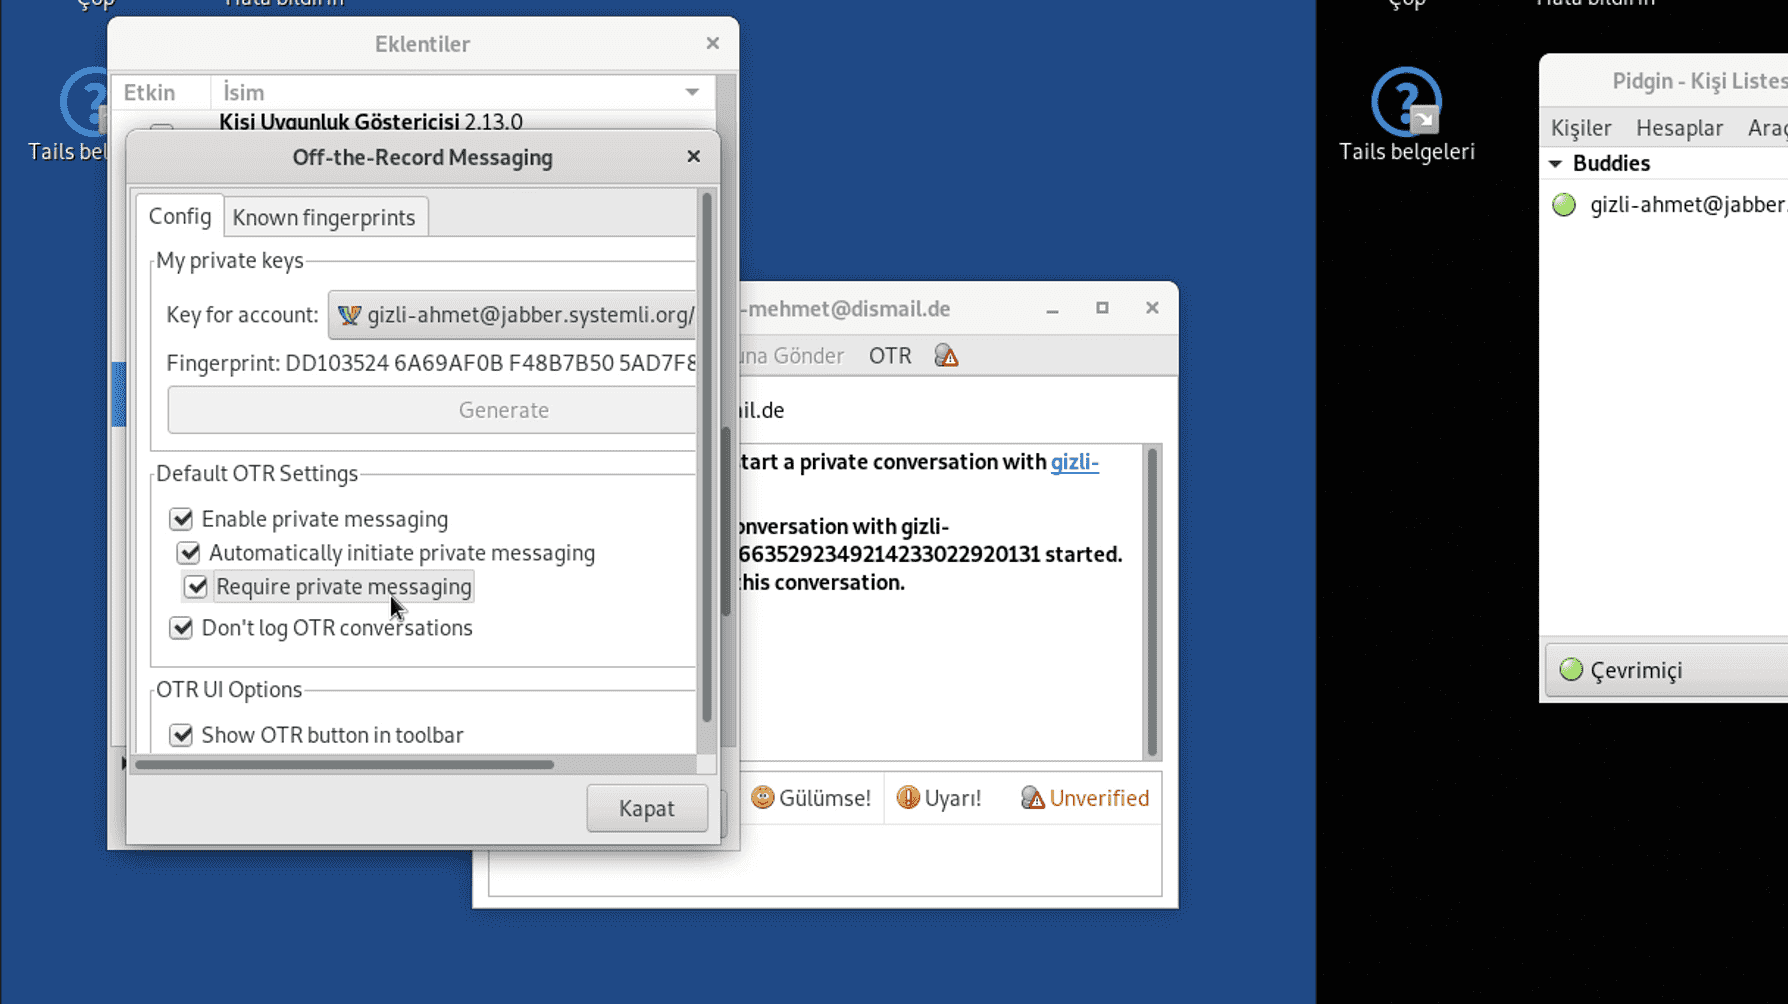 Çop
Hata bildirin
Eklentiler
Etkin
İsim
Kişi Uygunluk Göstericisi 2.13.0
Tails bel
Off-the-Record Messaging
Config
Known fingerprints
My private keys
Key for account:
gizli-ahmet@jabber.systemli.org/
Fingerprint: DD103524 6A69AF0B F48B7B50 5AD7F8
Generate
Default OTR Settings
Enable private messaging
Automatically initiate private messaging
Require private messaging
Don't log OTR conversations
OTR UI Options
Show OTR button in toolbar
Kapat
-mehmet@dismail.de
una Gönder
OTR
il.de
tart a private conversation with gizli-
onversation with gizli-
66352923492142330229​20131 started.
this conversation.
Gülümse!
Uyarı!
Unverified
Çop
Hata bildirin
Tails belgeleri
Pidgin - Kişi Listes
Kişiler
Hesaplar
Araç
Buddies
gizli-ahmet@jabber.
Çevrimiçi